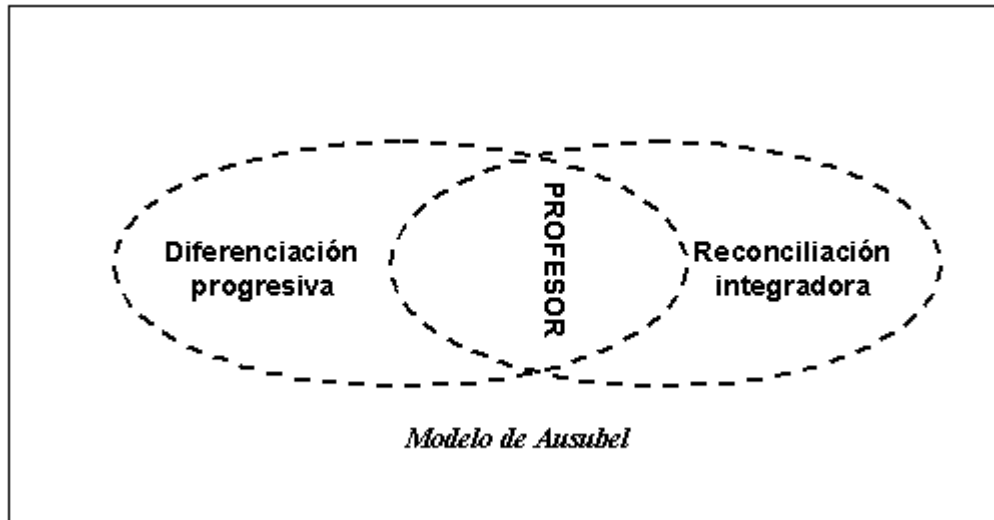 Diferenciación
progresiva
PROFESOR
Reconciliación
integradora
Modelo de Ausubel